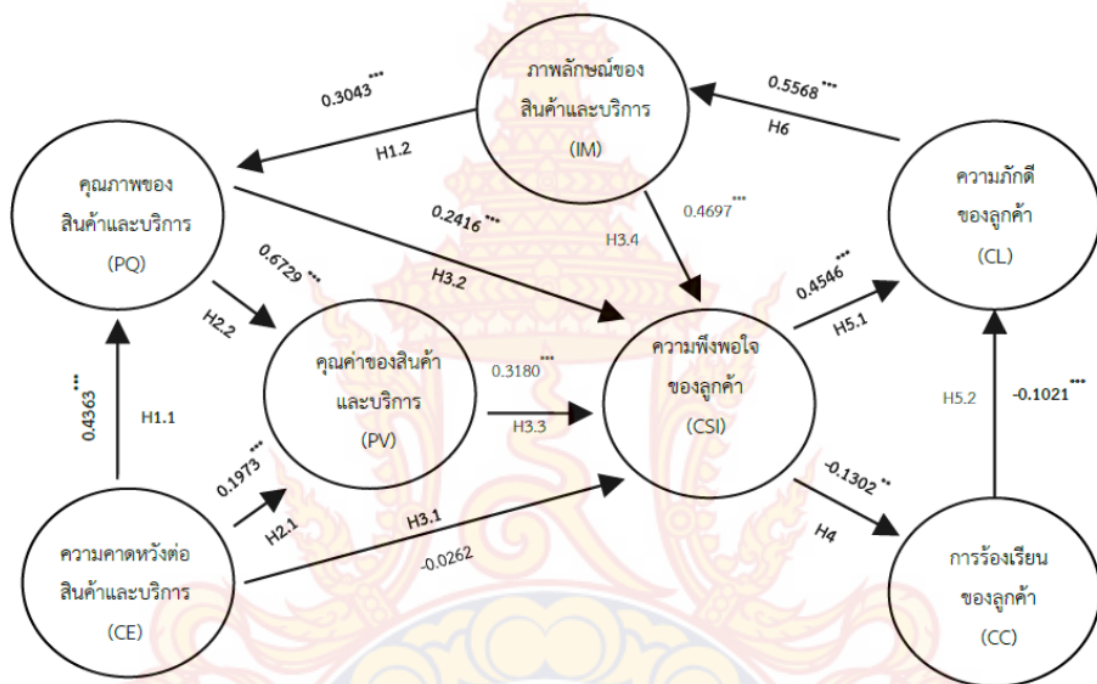 ภาพลักษณ์ของ
สินค้าและบริการ
(IM)
0.3043***
H1.2
0.5568***
H6
คุณภาพของ
สินค้าและบริการ
(PQ)
ความภักดี
ของลูกค้า
(CL)
0.2416***
H3.2
0.4697***
H3.4
0.6729***
H2.2
0.4546***
H5.1
คุณค่าของสินค้า
และบริการ
(PV)
0.3180***
H3.3
ความพึงพอใจ
ของลูกค้า
(CSI)
0.4363***
H1.1
H5.2
-0.1021***
0.1973***
H2.1
H3.1
-0.0262
-0.1302**
H4
ความคาดหวังต่อ
สินค้าและบริการ
(CE)
การร้องเรียน
ของลูกค้า
(CC)